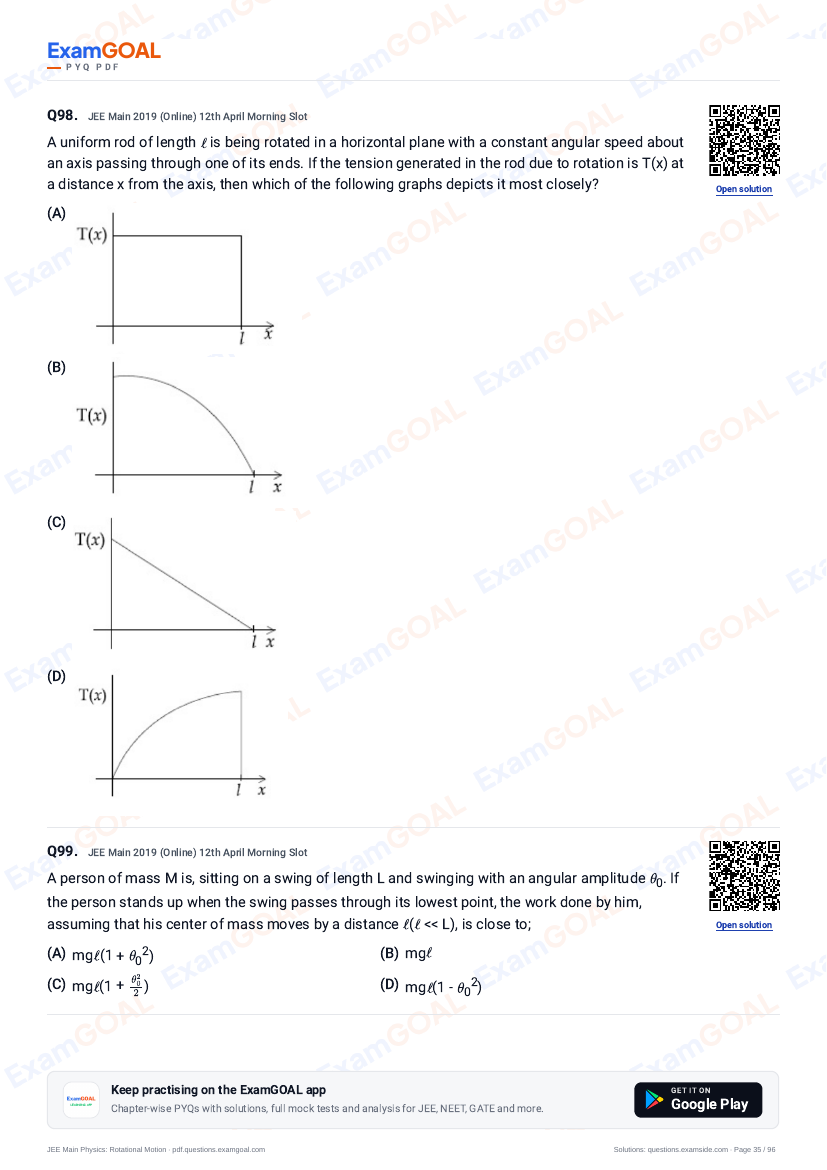 ExamGOAL
PYQ PDF
Q98. JEE Main 2019 (Online) 12th April Morning Slot
A uniform rod of length ℓ is being rotated in a horizontal plane with a constant angular speed about
an axis passing through one of its ends. If the tension generated in the rod due to rotation is T(x) at
a distance x from the axis, then which of the following graphs depicts it most closely?
Open solution
(A)
T(x)
l x
(B)
T(x)
l x
(C)
T(x)
l x
(D)
T(x)
l x
Q99. JEE Main 2019 (Online) 12th April Morning Slot
A person of mass M is, sitting on a swing of length L and swinging with an angular amplitude θ₀. If
the person stands up when the swing passes through its lowest point, the work done by him,
assuming that his center of mass moves by a distance ℓ(ℓ << L), is close to;
Open solution
(A) mgℓ(1 + θ₀²) (B) mgℓ
(C) mgℓ(1 + θ₀²/2) (D) mgℓ(1 - θ₀²)
ExamGOAL
Keep practising on the ExamGOAL app
Chapter-wise PYQs with solutions, full mock tests and analysis for JEE, NEET, GATE and more.
GET IT ON
Google Play
JEE Main Physics: Rotational Motion · pdf.questions.examgoal.com Solutions: questions.examside.com · Page 35 / 96